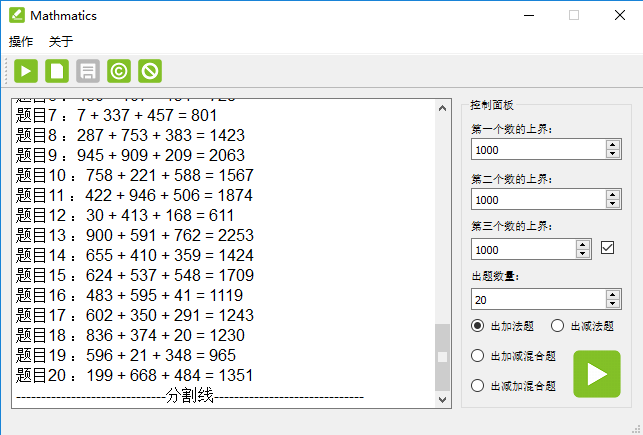 Mathmatics
操作 关于
题目7：7 + 337 + 457 = 801
题目8：287 + 753 + 383 = 1423
题目9：945 + 909 + 209 = 2063
题目10：758 + 221 + 588 = 1567
题目11：422 + 946 + 506 = 1874
题目12：30 + 413 + 168 = 611
题目13：900 + 591 + 762 = 2253
题目14：655 + 410 + 359 = 1424
题目15：624 + 537 + 548 = 1709
题目16：483 + 595 + 41 = 1119
题目17：602 + 350 + 291 = 1243
题目18：836 + 374 + 20 = 1230
题目19：596 + 21 + 348 = 965
题目20：199 + 668 + 484 = 1351
------------------------------分割线------------------------------
控制面板
第一个数的上界：
1000
第二个数的上界：
1000
第三个数的上界：
1000
出题数量：
20
出加法题 出减法题
出加减混合题
出减加混合题